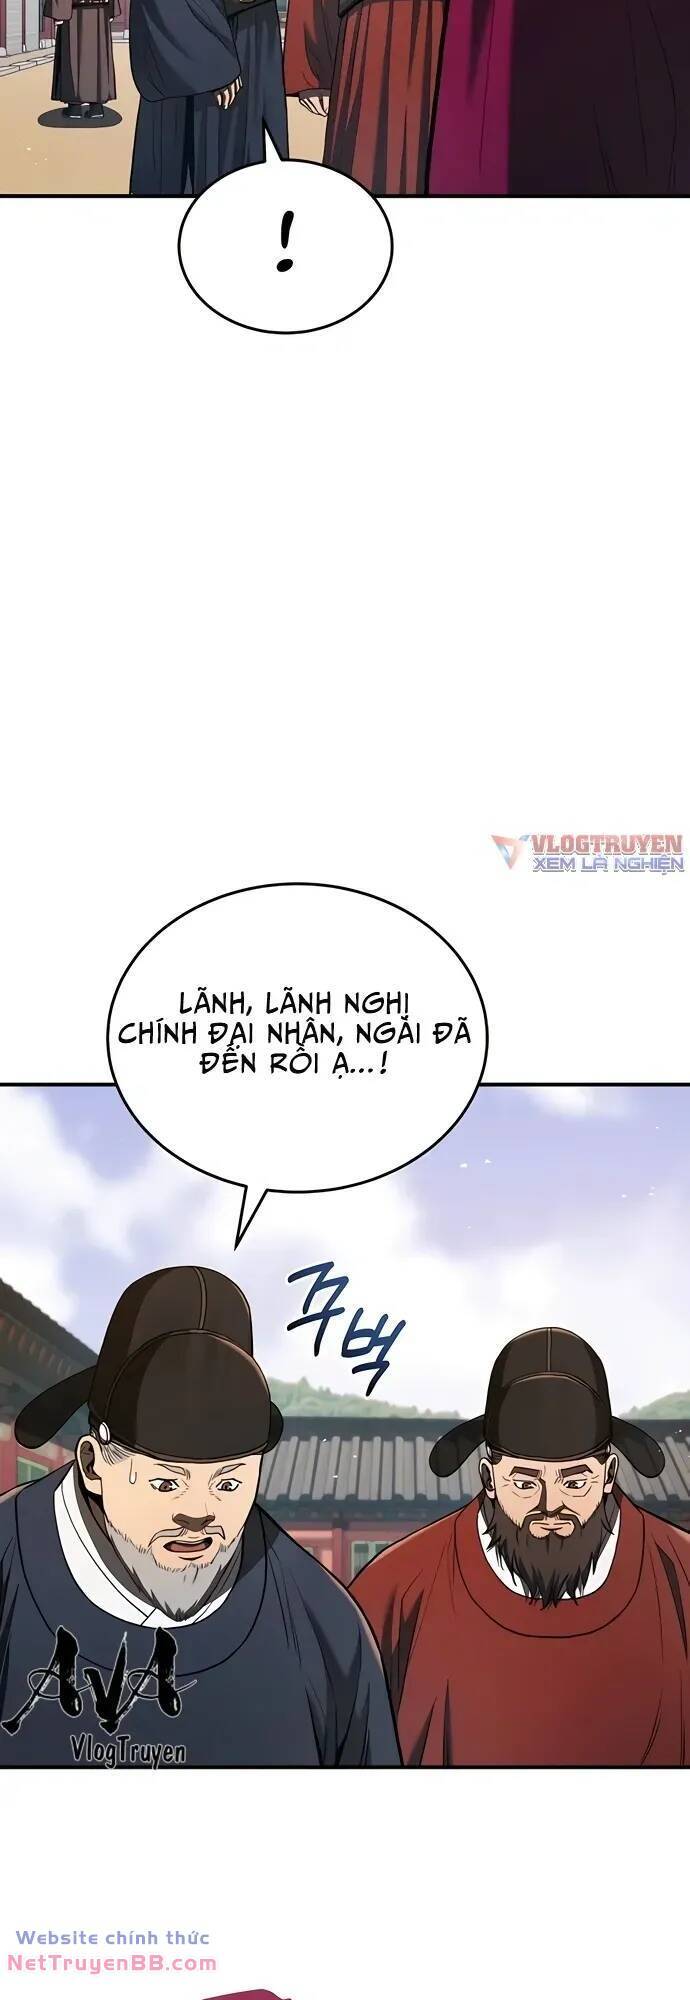 !
VLOGTRUYEN
XEM LÀ NGHIỆN
LÃNH, LÃNH NGHỊ
CHÍNH ĐẠI NHÂN, NGÀI ĐÃ
ĐẾN RỒI Ạ...!
주벅
AVA
VlogTruyen
Website chính thức
NetTruyenBB.com